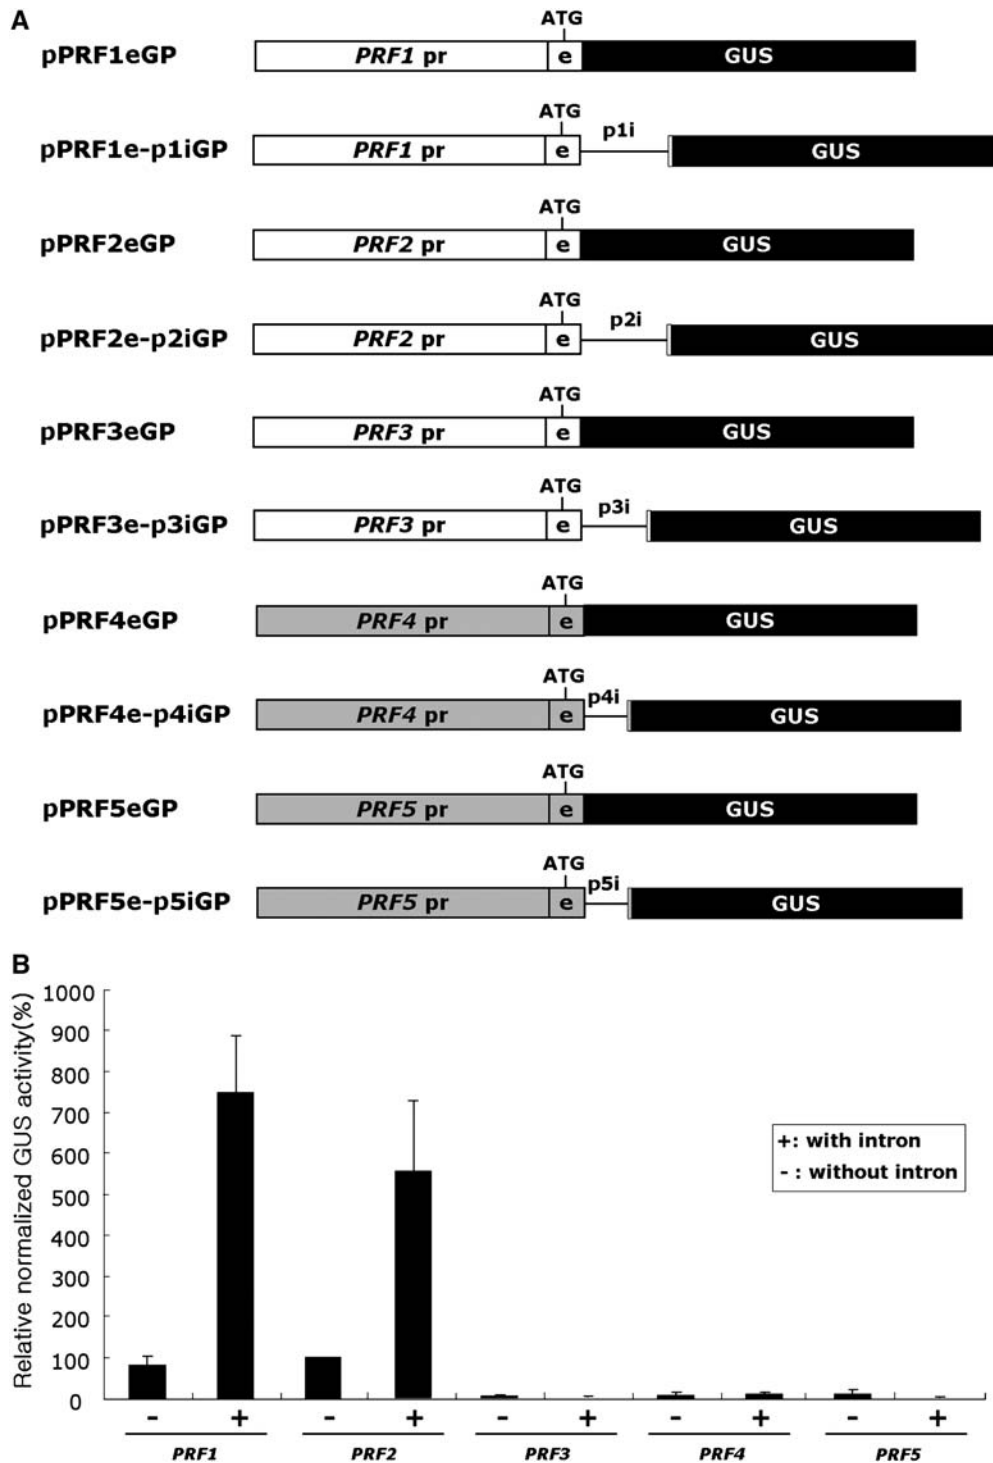 A
ATG
pPRF1eGP PRF1 pr e GUS
ATG
p1i
pPRF1e-p1iGP PRF1 pr e GUS
ATG
pPRF2eGP PRF2 pr e GUS
ATG
p2i
pPRF2e-p2iGP PRF2 pr e GUS
ATG
pPRF3eGP PRF3 pr e GUS
ATG
p3i
pPRF3e-p3iGP PRF3 pr e GUS
ATG
pPRF4eGP PRF4 pr e GUS
ATG
p4i
pPRF4e-p4iGP PRF4 pr e GUS
ATG
pPRF5eGP PRF5 pr e GUS
ATG
p5i
pPRF5e-p5iGP PRF5 pr e GUS
B
Relative normalized GUS activity(%)
1000
900
800
700
600
500
400
300
200
100
0
+: with intron
- : without intron
- + - + - + - + - +
PRF1 PRF2 PRF3 PRF4 PRF5